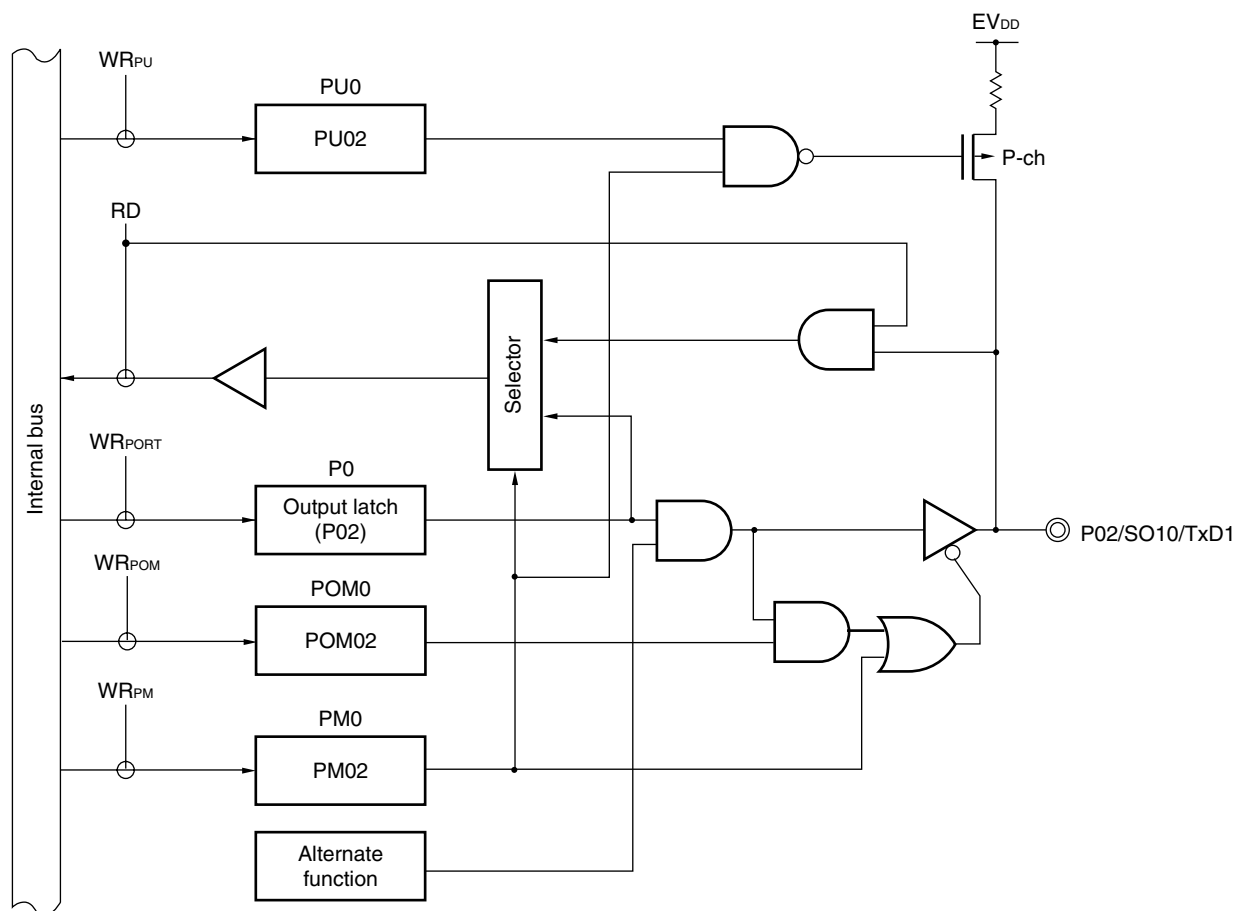 EVDD
WRPU
PU0
PU02
P-ch
RD
Selector
Internal bus
WRPORT
P0
Output latch
(P02)
P02/SO10/TxD1
WRPOM
POM0
POM02
WRPM
PM0
PM02
Alternate
function